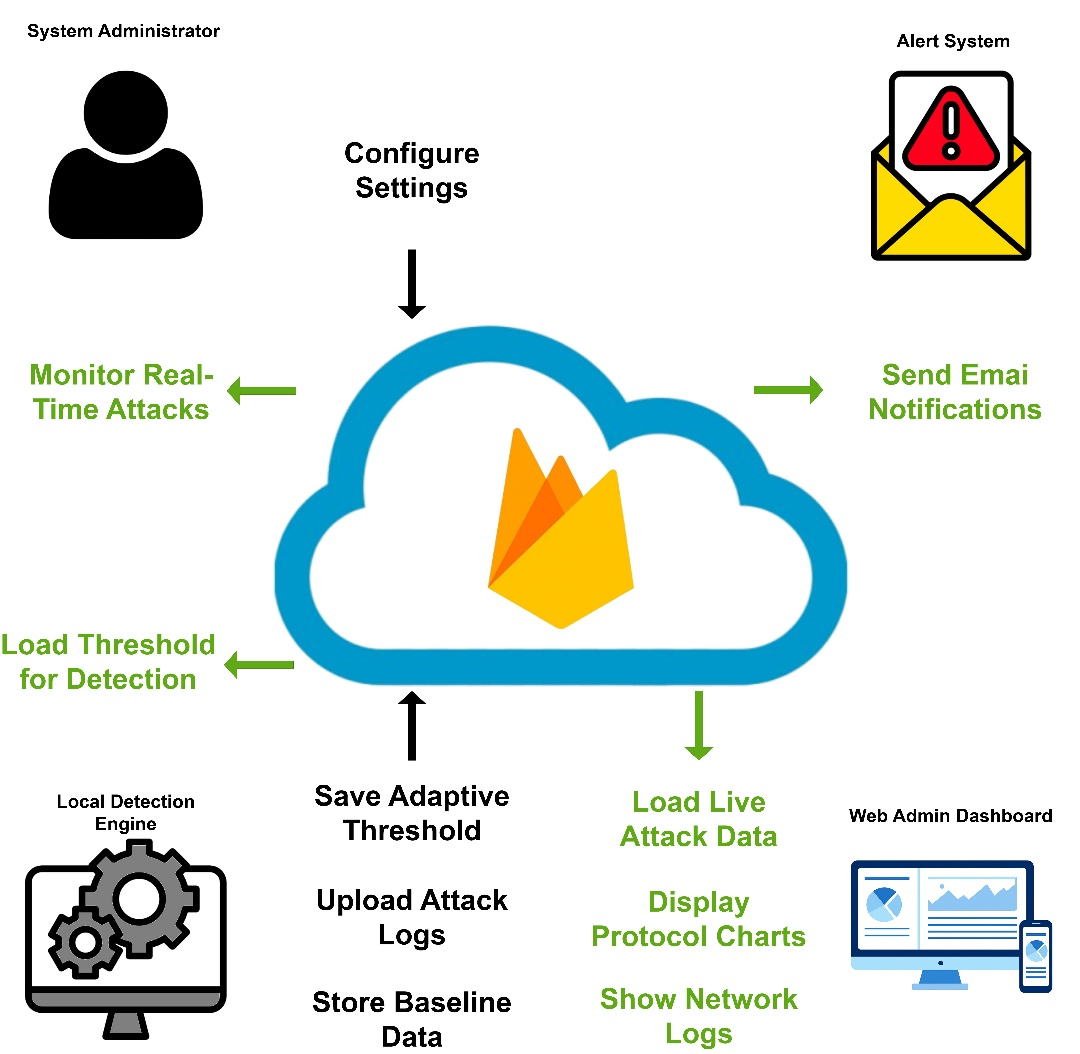 System Administrator
Alert System
Configure
Settings
Monitor Real-
Time Attacks
Send Emai
Notifications
Load Threshold
for Detection
Local Detection
Engine
Save Adaptive
Threshold
Upload Attack
Logs
Store Baseline
Data
Load Live
Attack Data
Display
Protocol Charts
Show Network
Logs
Web Admin Dashboard